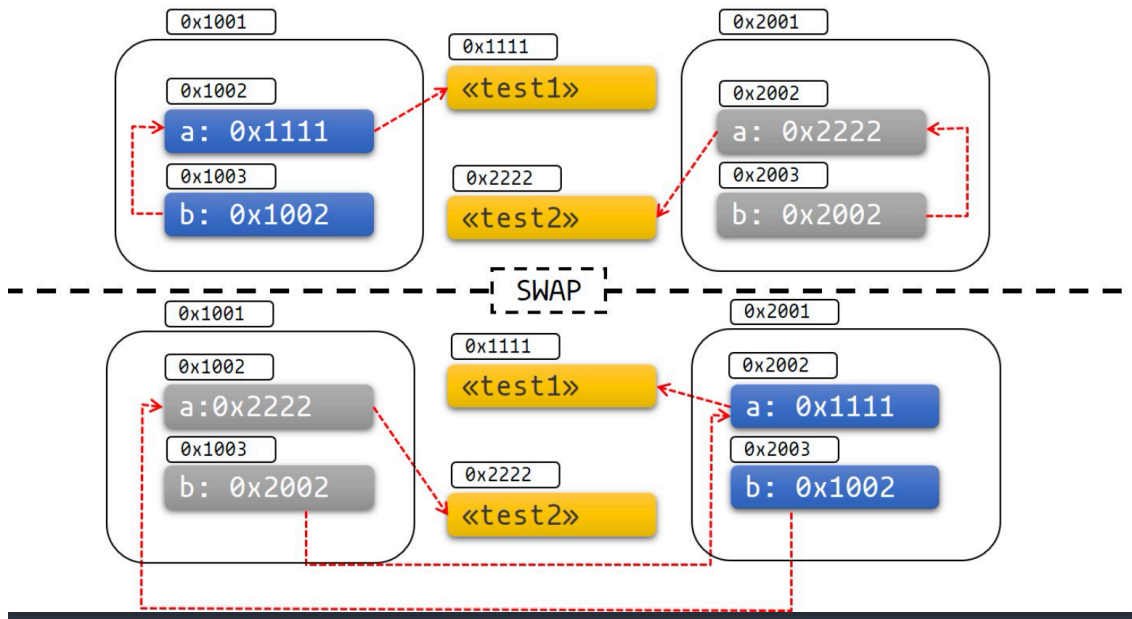 0x1001
0x1002
a: 0x1111
0x1003
b: 0x1002
0x1111
«test1»
0x2222
«test2»
0x2001
0x2002
a: 0x2222
0x2003
b: 0x2002
SWAP
0x1001
0x1002
a:0x2222
0x1003
b: 0x2002
0x1111
«test1»
0x2222
«test2»
0x2001
0x2002
a: 0x1111
0x2003
b: 0x1002